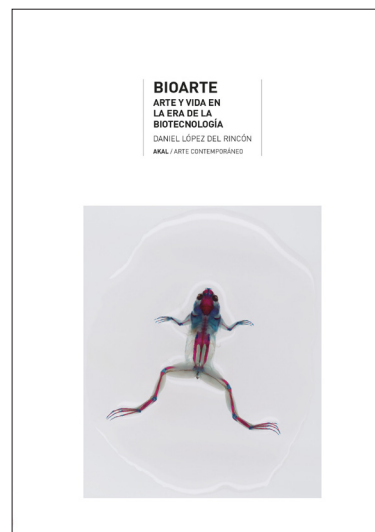 BIOARTE
ARTE Y VIDA EN
LA ERA DE LA
BIOTECNOLOGÍA
DANIEL LÓPEZ DEL RINCÓN
AKAL / ARTE CONTEMPORÁNEO